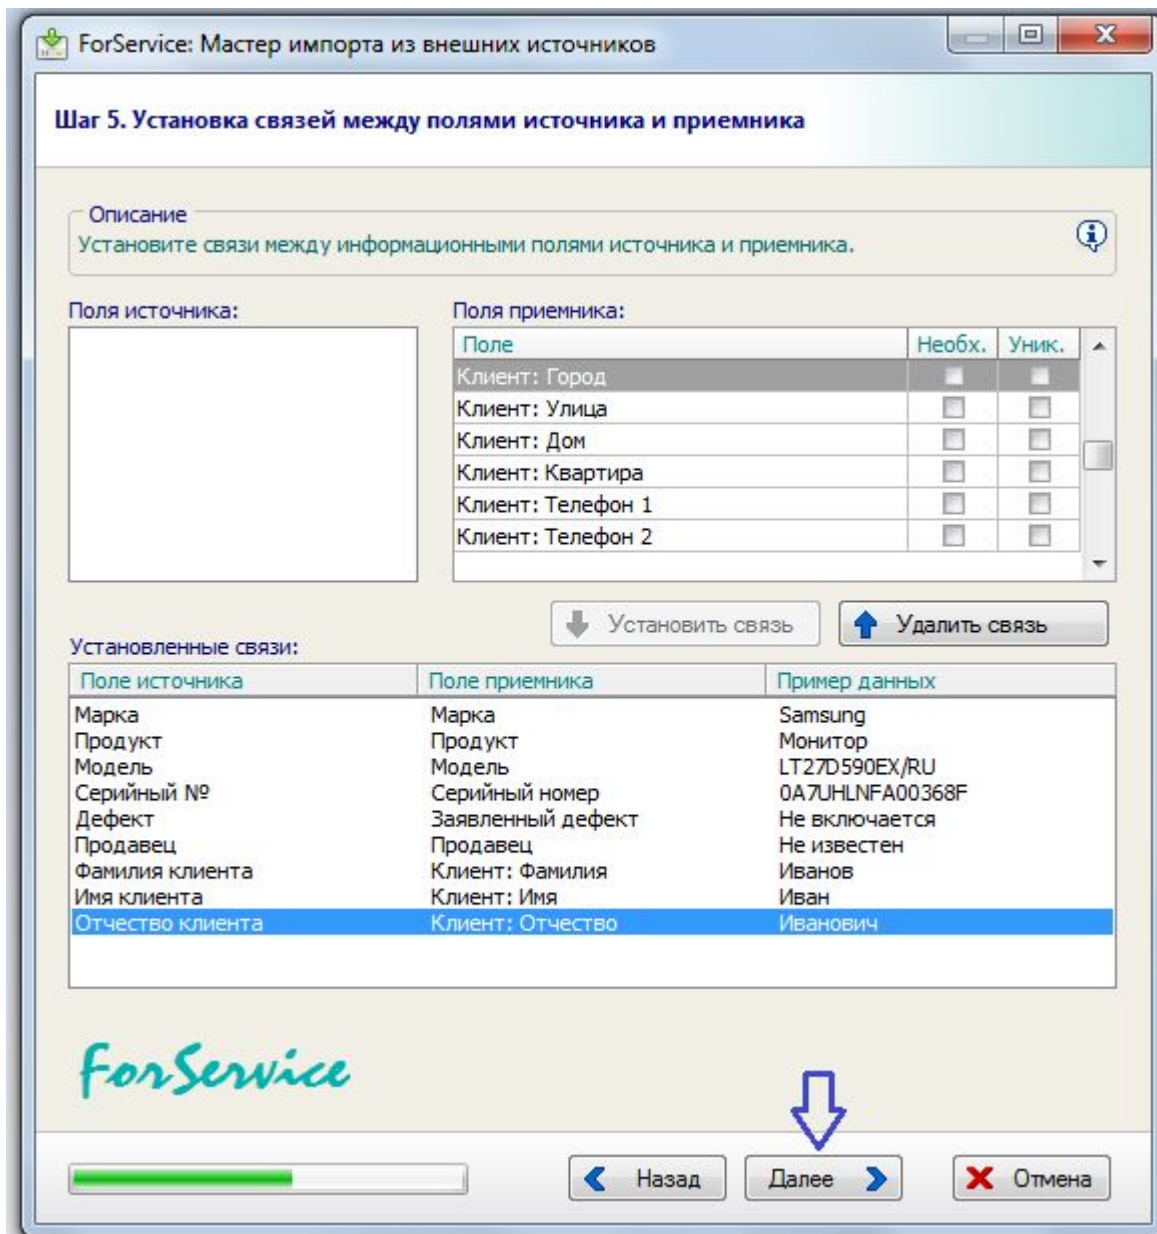 ForService: Мастер импорта из внешних источников
Шаг 5. Установка связей между полями источника и приемника
Описание
Установите связи между информационными полями источника и приемника.
Поля источника:
Поля приемника:
Поле Необх. Уник.
Клиент: Город
Клиент: Улица
Клиент: Дом
Клиент: Квартира
Клиент: Телефон 1
Клиент: Телефон 2
Установить связь Удалить связь
Установленные связи:
Поле источника Поле приемника Пример данных
Марка Марка Samsung
Продукт Продукт Монитор
Модель Модель LT27D590EX/RU
Серийный № Серийный номер 0A7UHLNFA00368F
Дефект Заявленный дефект Не включается
Продавец Продавец Не известен
Фамилия клиента Клиент: Фамилия Иванов
Имя клиента Клиент: Имя Иван
Отчество клиента Клиент: Отчество Иванович
ForService
Назад Далее Отмена